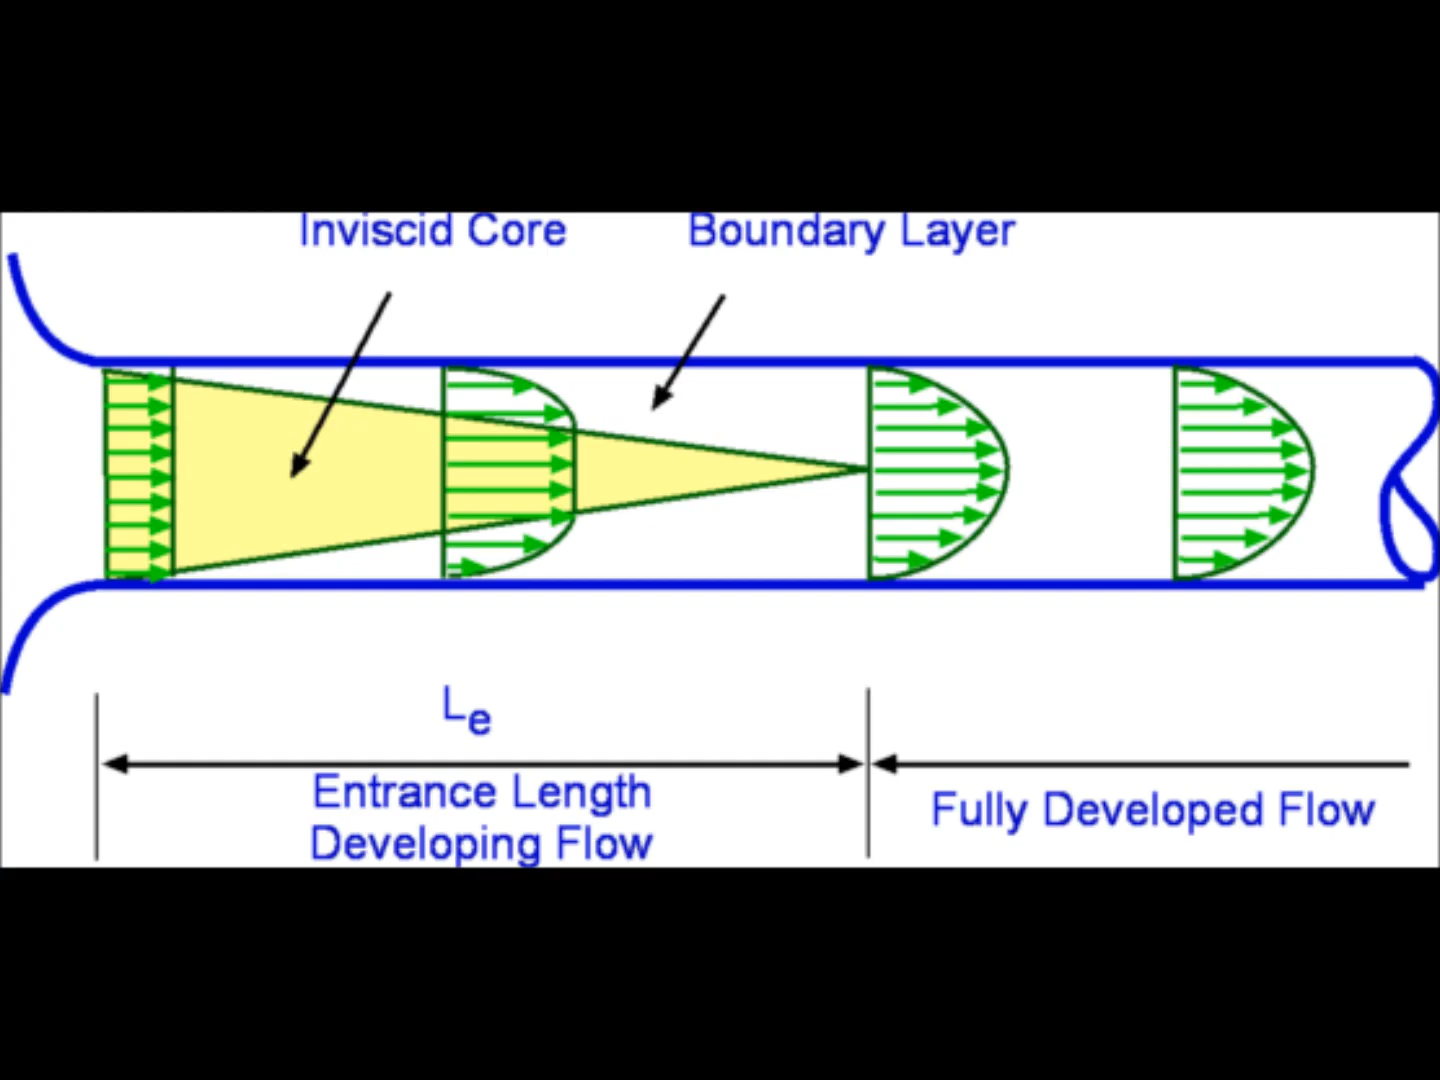 Inviscid Core
Boundary Layer
Le
Entrance Length
Developing Flow
Fully Developed Flow